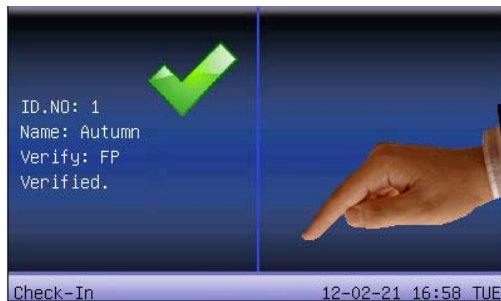 ID.NO: 1
Name: Autumn
Verify: FP
Verified.
Check-In 12-02-21 16:58 TUE